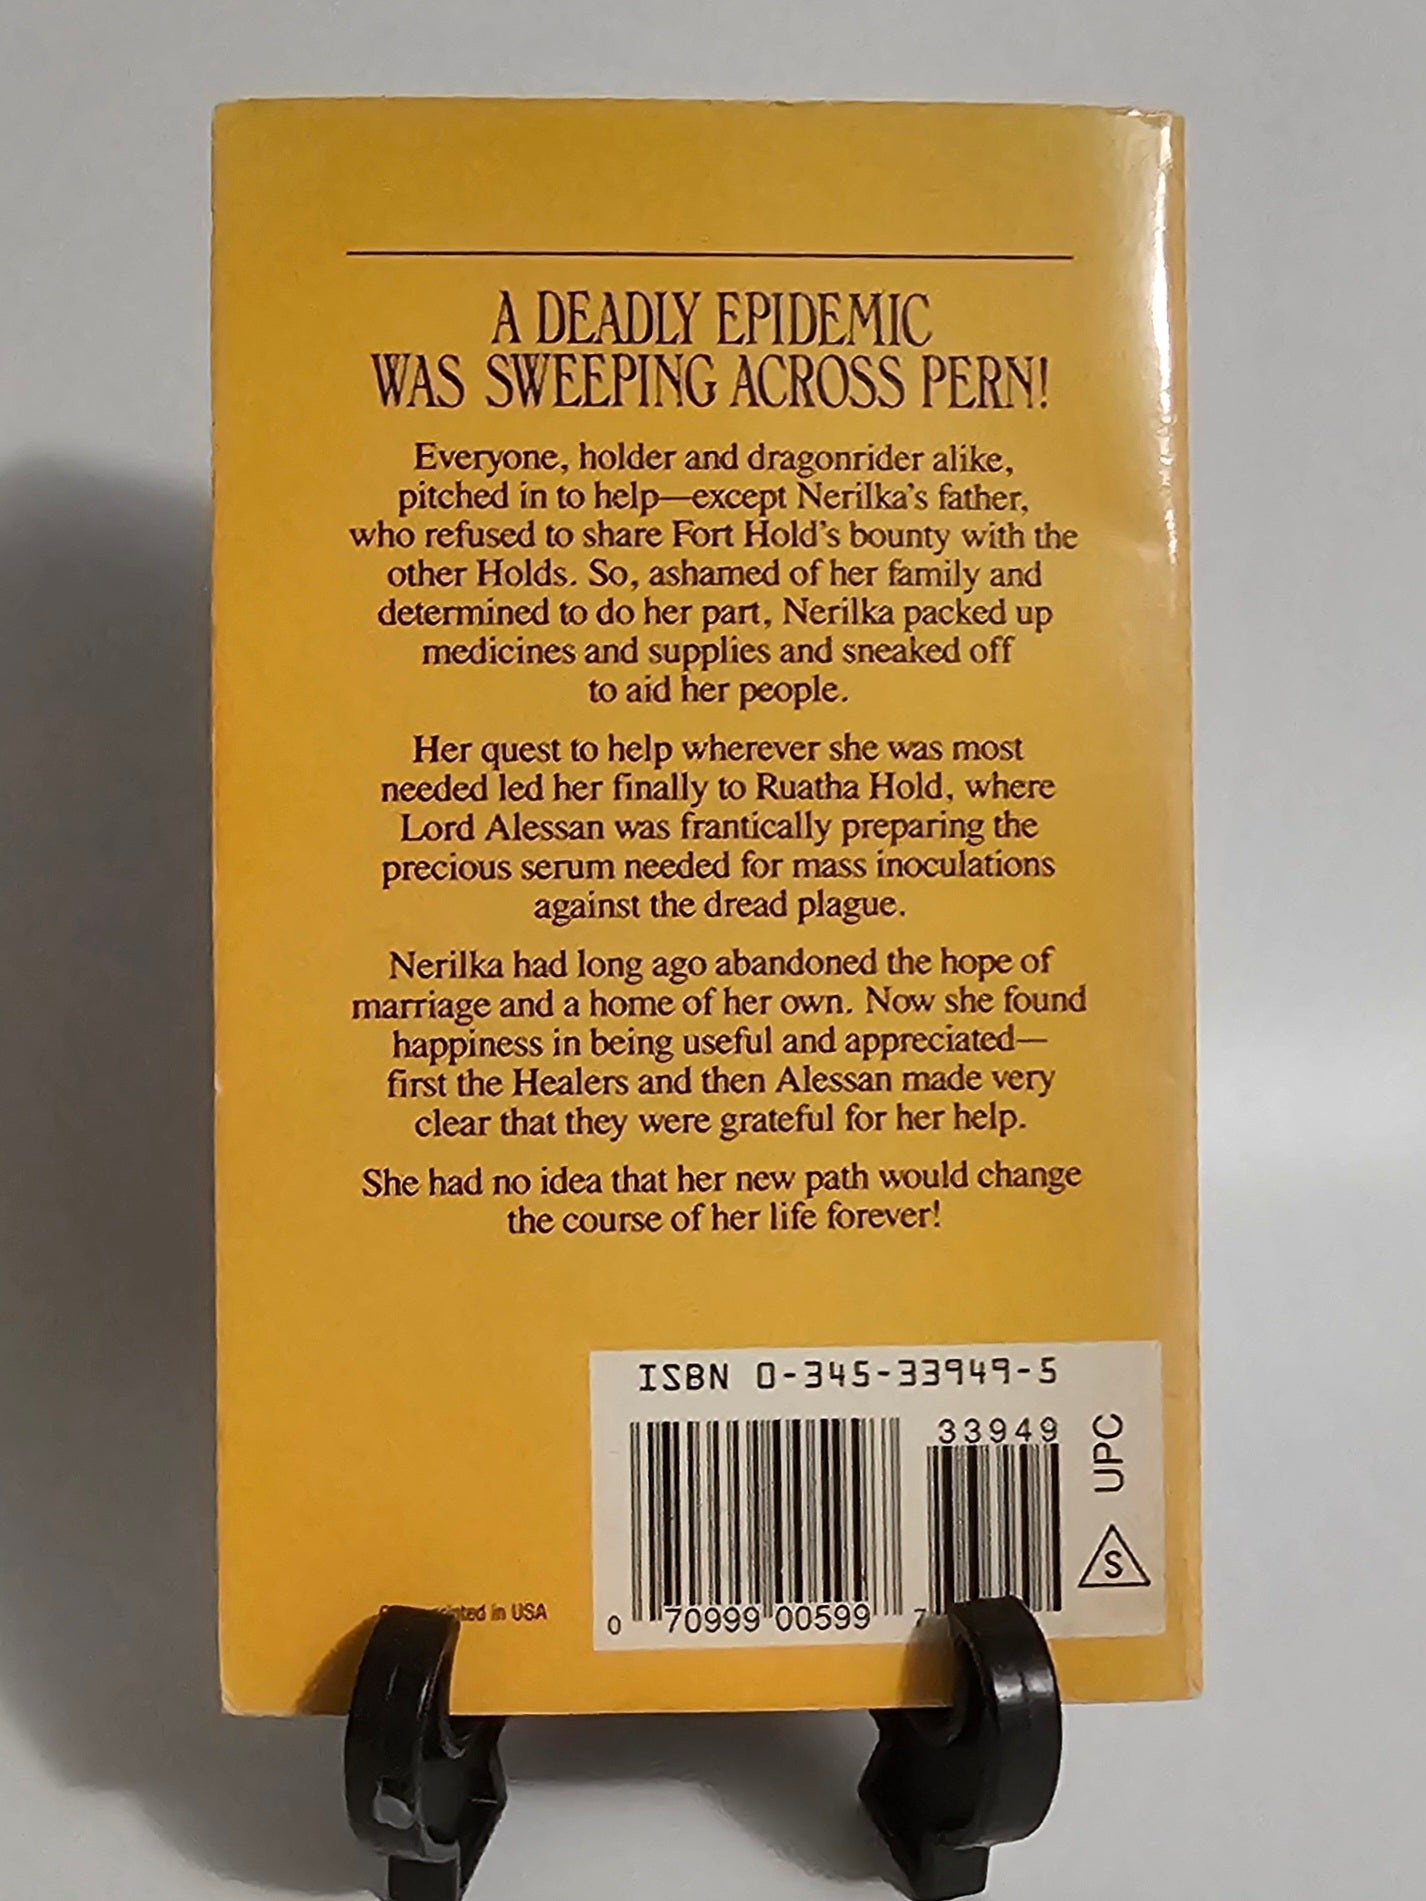 A DEADLY EPIDEMIC
WAS SWEEPING ACROSS PERN!
Everyone, holder and dragonrider alike,
pitched in to help—except Nerilka's father,
who refused to share Fort Hold's bounty with the
other Holds. So, ashamed of her family and
determined to do her part, Nerilka packed up
medicines and supplies and sneaked off
to aid her people.
Her quest to help wherever she was most
needed led her finally to Ruatha Hold, where
Lord Alessan was frantically preparing the
precious serum needed for mass inoculations
against the dread plague.
Nerilka had long ago abandoned the hope of
marriage and a home of her own. Now she found
happiness in being useful and appreciated—
first the Healers and then Alessan made very
clear that they were grateful for her help.
She had no idea that her new path would change
the course of her life forever!
ISBN 0-345-33949-5
33949
UPC
S
0 70999 00599 7
in USA